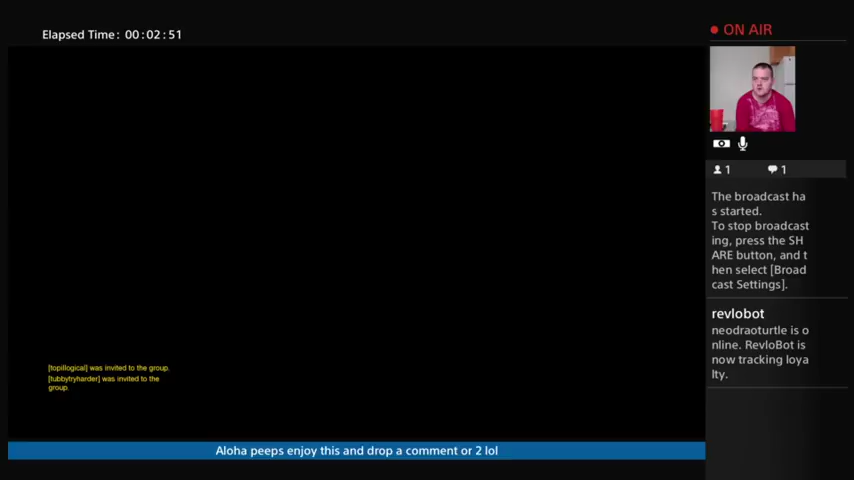 Elapsed Time: 00:02:51
ON AIR
1 1
The broadcast ha
s started.
To stop broadcast
ing, press the SH
ARE button, and t
hen select [Broad
cast Settings].
revlobot
neodraoturtle is o
nline. RevloBot is
now tracking loya
lty.
[topillogical] was invited to the group.
[tubbytryharder] was invited to the
group.
Aloha peeps enjoy this and drop a comment or 2 lol